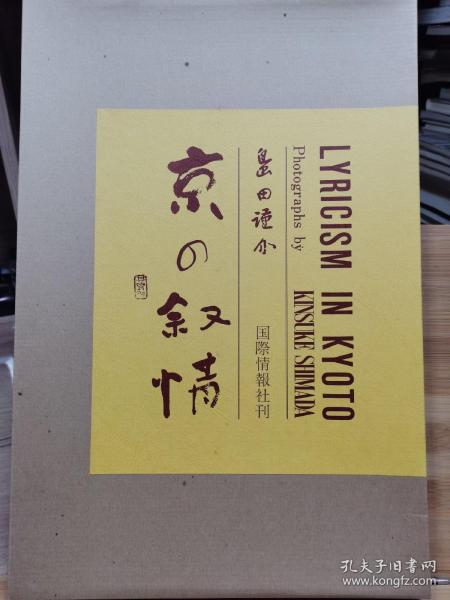 LYRICISM IN KYOTO
Photographs by
KINSUKE SHIMADA
島田謹介
京の叙情
国際情報社刊
孔夫子旧书网
www.kongfz.com